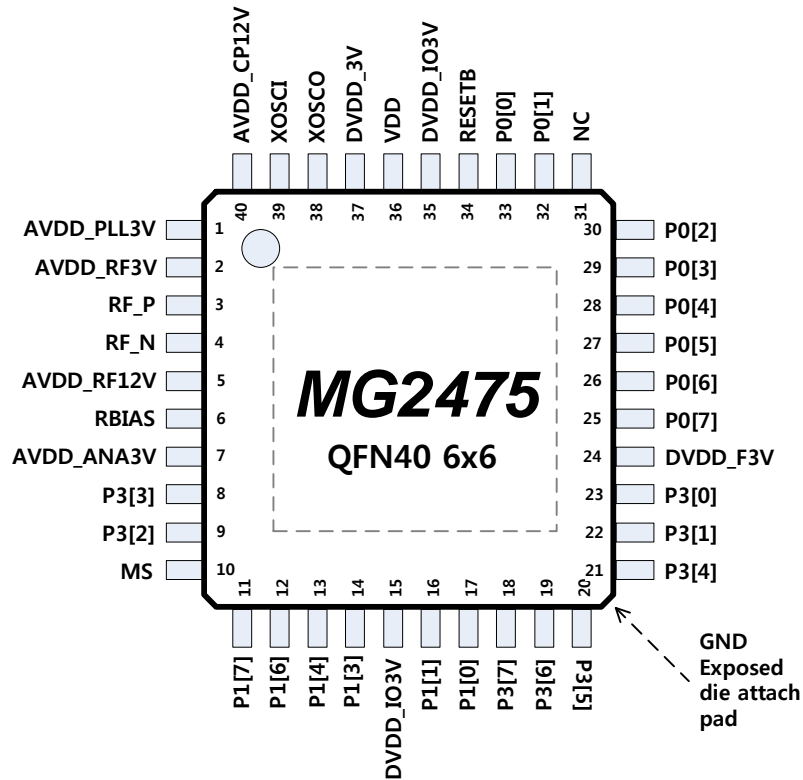 AVDD_CP12V
XOSCI
XOSCO
DVDD_3V
VDD
DVDD_IO3V
RESETB
P0[0]
P0[1]
NC
40
39
38
37
36
35
34
33
32
31
AVDD_PLL3V
1
AVDD_RF3V
2
RF_P
3
RF_N
4
AVDD_RF12V
5
RBIAS
6
AVDD_ANA3V
7
P3[3]
8
P3[2]
9
MS
10
MG2475
QFN40 6x6
30
P0[2]
29
P0[3]
28
P0[4]
27
P0[5]
26
P0[6]
25
P0[7]
24
DVDD_F3V
23
P3[0]
22
P3[1]
21
P3[4]
11
12
13
14
15
16
17
18
19
20
P1[7]
P1[6]
P1[4]
P1[3]
DVDD_IO3V
P1[1]
P1[0]
P3[7]
P3[6]
P3[5]
GND
Exposed
die attach
pad